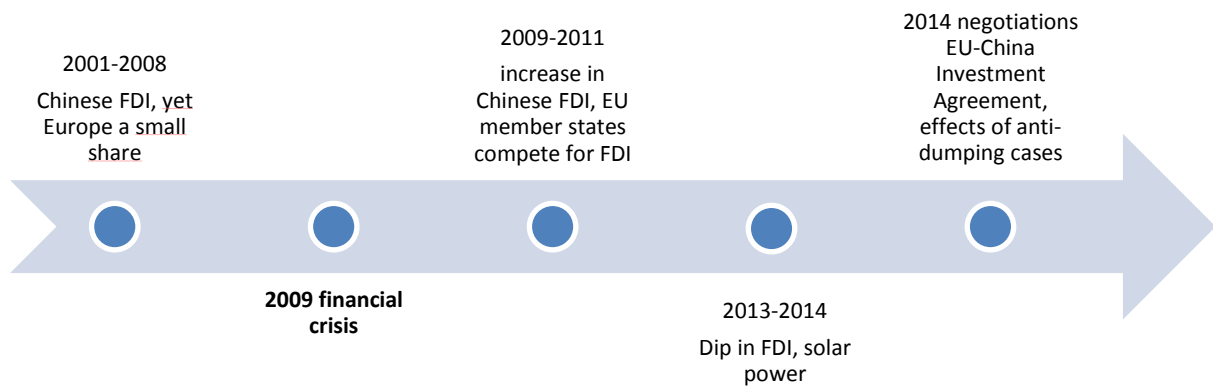 2001-2008
Chinese FDI, yet
Europe a small
share
2009 financial
crisis
2009-2011
increase in
Chinese FDI, EU
member states
compete for FDI
2013-2014
Dip in FDI, solar
power
2014 negotiations
EU-China
Investment
Agreement,
effects of anti-
dumping cases